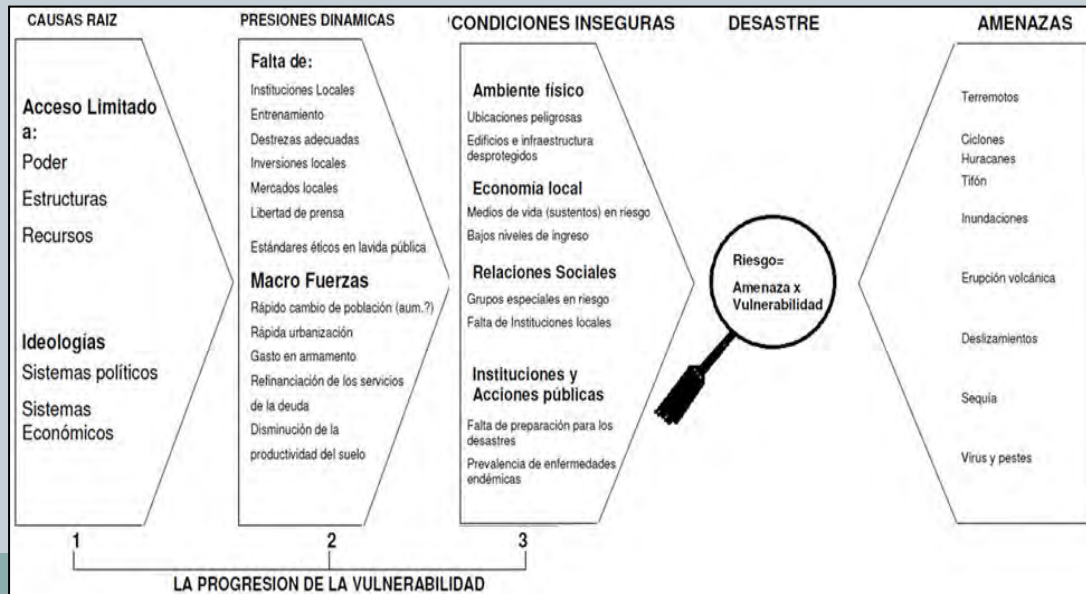 CAUSAS RAIZ
PRESIONES DINAMICAS
'CONDICIONES INSEGURAS
DESASTRE
AMENAZAS
Acceso Limitado
a:
Poder
Estructuras
Recursos
Ideologías
Sistemas políticos
Sistemas
Económicos
Falta de:
Instituciones Locales
Entrenamiento
Destrezas adecuadas
Inversiones locales
Mercados locales
Libertad de prensa
Estándares éticos en lavida pública
Macro Fuerzas
Rápido cambio de población (aum.?)
Rápida urbanización
Gasto en armamento
Refinanciación de los servicios
de la deuda
Disminución de la
productividad del suelo
Ambiente físico
Ubicaciones peligrosas
Edificios e infraestructura
desprotegidos
Economía local
Medios de vida (sustentos) en riesgo
Bajos niveles de ingreso
Relaciones Sociales
Grupos especiales en riesgo
Falta de Instituciones locales
Instituciones y
Acciones públicas
Falta de preparación para los
desastres
Prevalencia de enfermedades
endémicas
Riesgo=
Amenaza x
Vulnerabilidad
Terremotos
Ciclones
Huracanes
Tifón
Inundaciones
Erupción volcánica
Deslizamientos
Sequía
Virus y pestes
1
2
3
LA PROGRESION DE LA VULNERABILIDAD